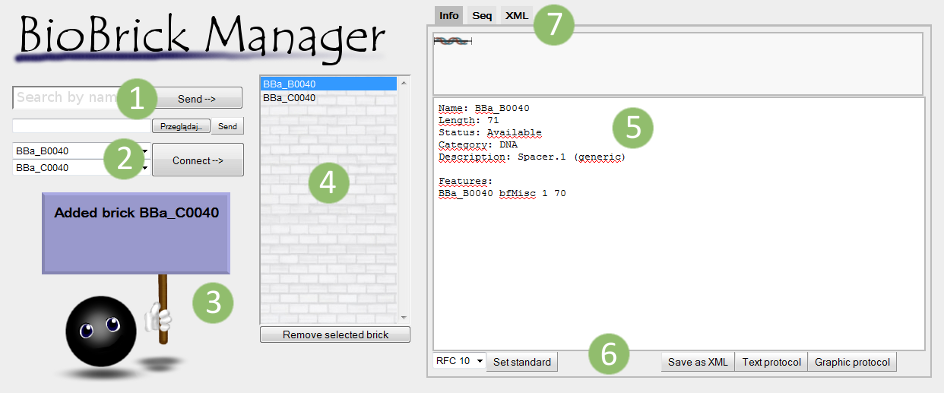 BioBrick Manager
Search by name
1
Send -->
Przeglądaj...
Send
BBa_B0040
BBa_C0040
2
Connect -->
Added brick BBa_C0040
3
BBa_B0040
BBa_C0040
4
Remove selected brick
Info Seq XML
7
Name: BBa_B0040
Length: 71
Status: Available
Category: DNA
Description: Spacer.1 (generic)
Features:
BBa_B0040 bfMisc 1 70
5
6
RFC 10 Set standard Save as XML Text protocol Graphic protocol